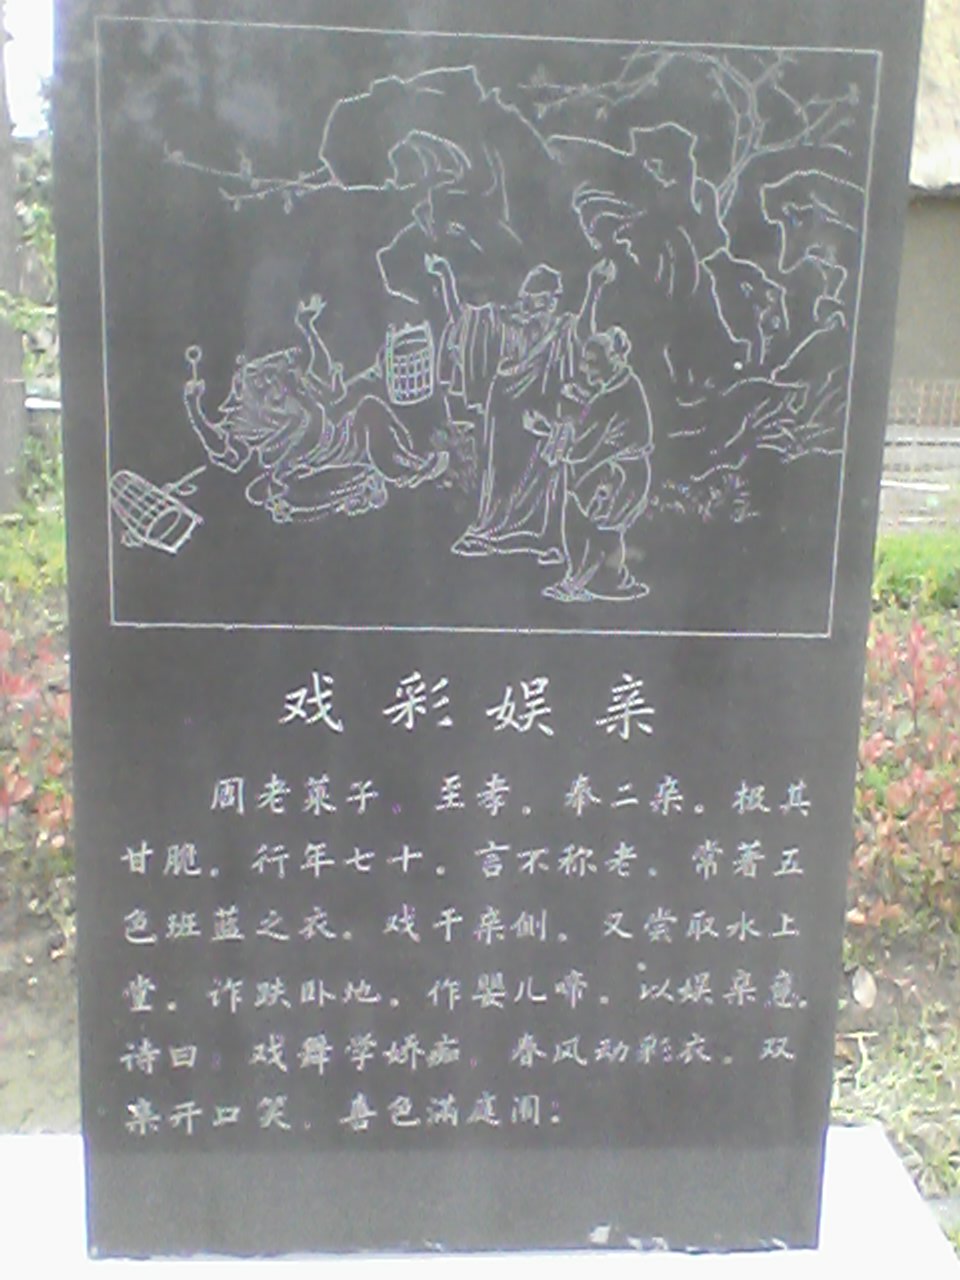 戏彩娱亲
周老莱子。至孝。奉二亲。极其
甘脆。行年七十。言不称老。常著五
色斑蓝之衣。戏于亲侧。又尝取水上
堂。诈跌卧地。作婴儿啼。以娱亲意。
诗曰：戏舞学娇痴。春风动彩衣。双
亲开口笑。喜色满庭闱。